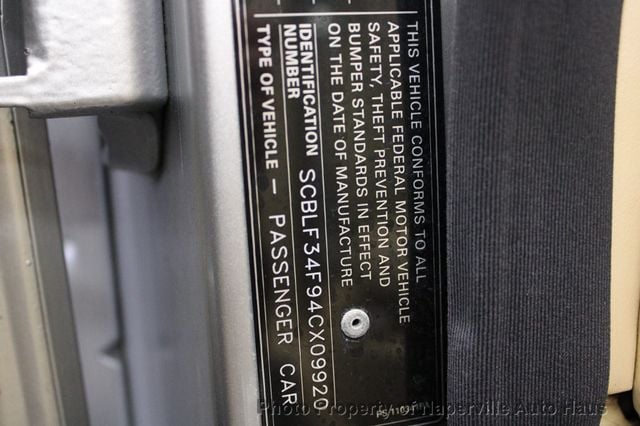 THIS VEHICLE CONFORMS TO ALL
APPLICABLE FEDERAL MOTOR VEHICLE
SAFETY, THEFT PREVENTION AND
BUMPER STANDARDS IN EFFECT
ON THE DATE OF MANUFACTURE
IDENTIFICATION
NUMBER SCBLF34F94CX09920
TYPE OF VEHICLE — PASSENGER CAR
Photo Property of Naperville Auto Haus